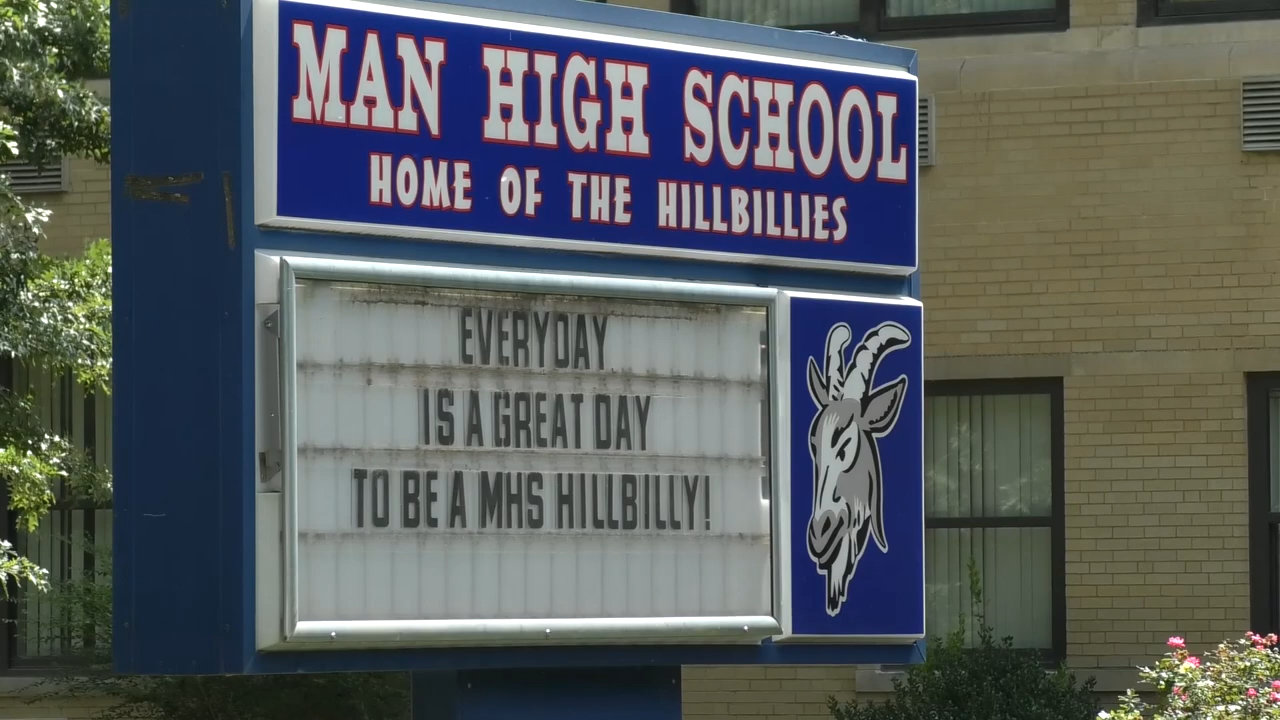 MAN HIGH SCHOOL
HOME OF THE HILLBILLIES
EVERYDAY
IS A GREAT DAY
TO BE A MHS HILLBILLY!